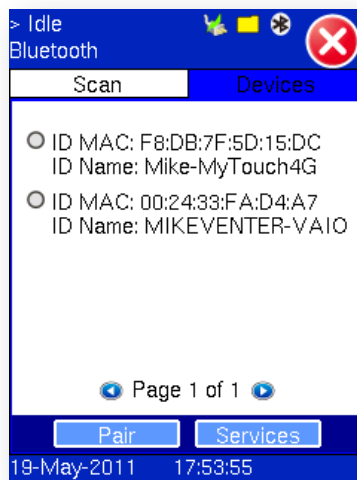 > Idle
Bluetooth
Scan Devices
ID MAC: F8:DB:7F:5D:15:DC
ID Name: Mike-MyTouch4G
ID MAC: 00:24:33:FA:D4:A7
ID Name: MIKEVENTER-VAIO
Page 1 of 1
Pair Services
19-May-2011 17:53:55